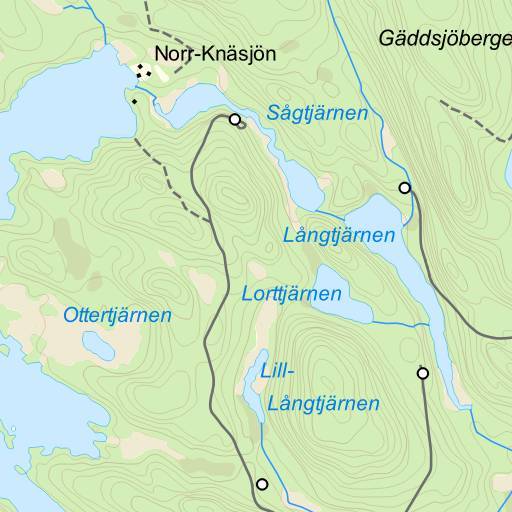 Gäddsjöberge
Norr-Knäsjön
Sågtjärnen
Långtjärnen
Lorttjärnen
Ottertjärnen
Lill-
Långtjärnen